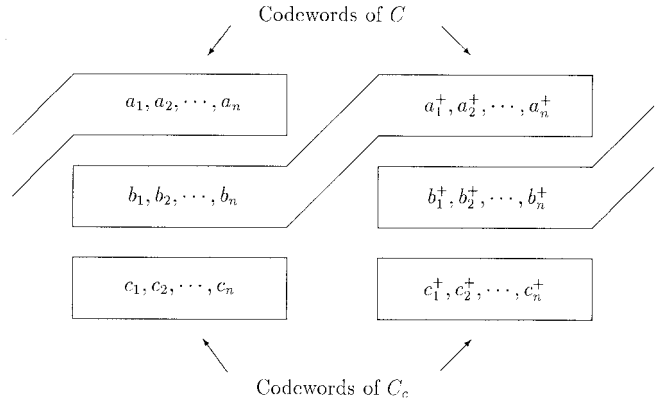 Codewords of C
a₁, a₂, ⋯, aₙ a₁⁺, a₂⁺, ⋯, aₙ⁺
b₁, b₂, ⋯, bₙ b₁⁺, b₂⁺, ⋯, bₙ⁺
c₁, c₂, ⋯, cₙ c₁⁺, c₂⁺, ⋯, cₙ⁺
Codewords of C_c